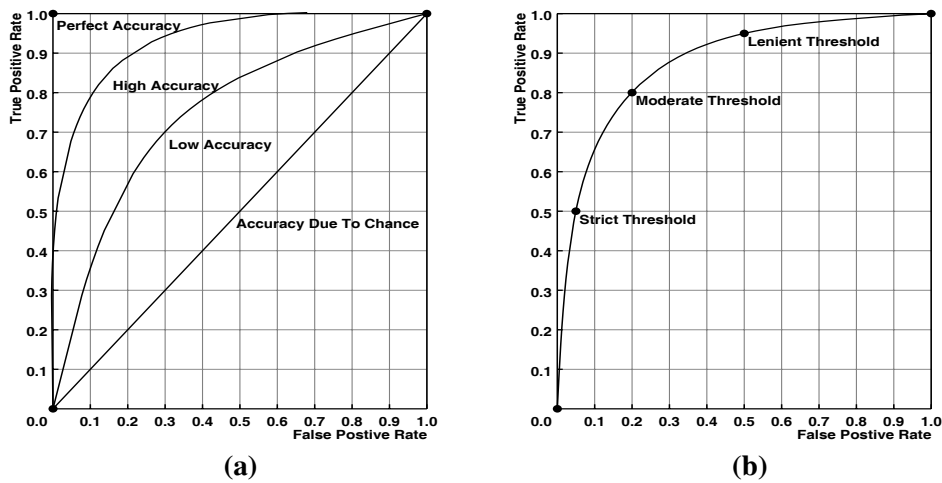 True Positive Rate
1.0
0.9
0.8
0.7
0.6
0.5
0.4
0.3
0.2
0.1
0.0
Perfect Accuracy
High Accuracy
Low Accuracy
Accuracy Due To Chance
0.1 0.2 0.3 0.4 0.5 0.6 0.7 0.8 0.9 1.0
False Postive Rate
(a)
True Positive Rate
1.0
0.9
0.8
0.7
0.6
0.5
0.4
0.3
0.2
0.1
0.0
Lenient Threshold
Moderate Threshold
Strict Threshold
0.1 0.2 0.3 0.4 0.5 0.6 0.7 0.8 0.9 1.0
False Postive Rate
(b)